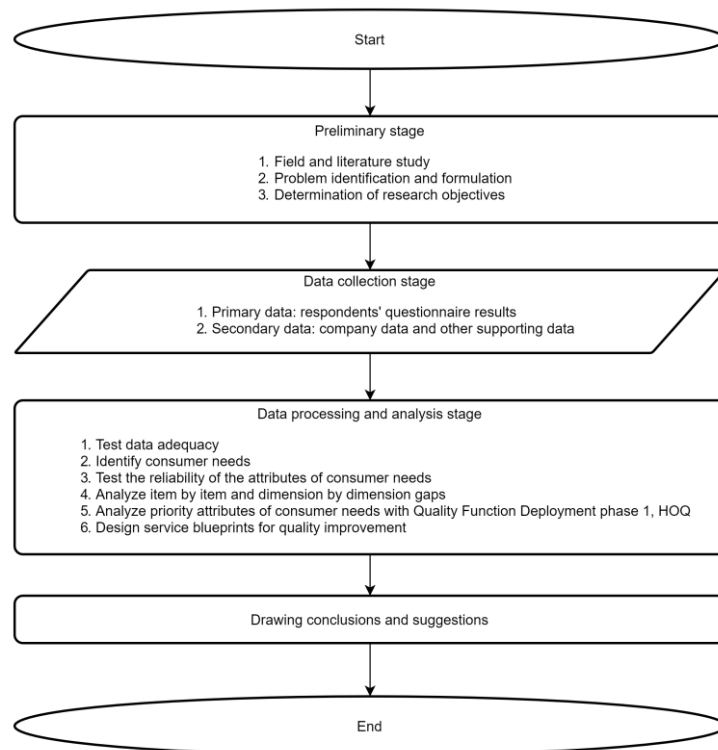 Start
Preliminary stage
1. Field and literature study
2. Problem identification and formulation
3. Determination of research objectives
Data collection stage
1. Primary data: respondents' questionnaire results
2. Secondary data: company data and other supporting data
Data processing and analysis stage
1. Test data adequacy
2. Identify consumer needs
3. Test the reliability of the attributes of consumer needs
4. Analyze item by item and dimension by dimension gaps
5. Analyze priority attributes of consumer needs with Quality Function Deployment phase 1, HOQ
6. Design service blueprints for quality improvement
Drawing conclusions and suggestions
End